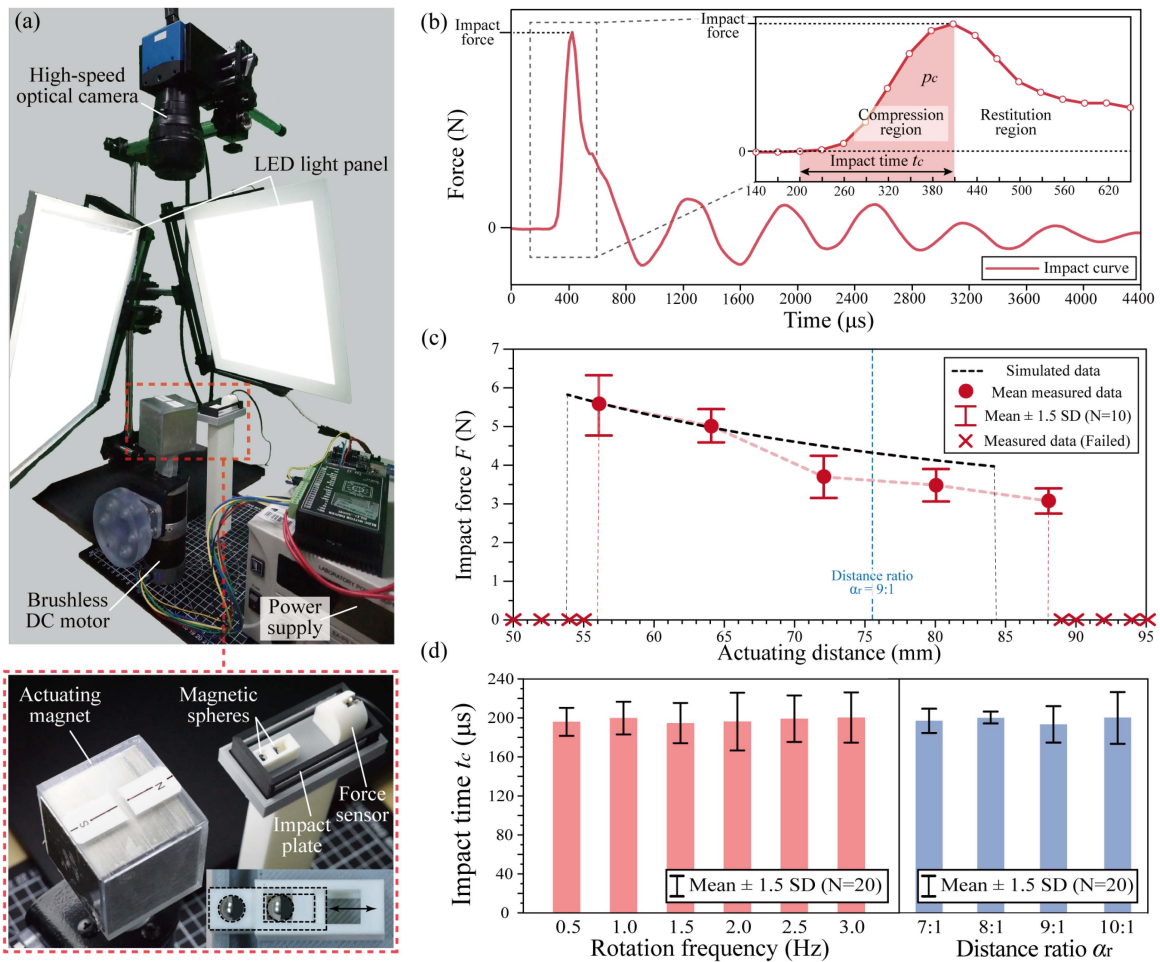 (a)
High-speed
optical camera
LED light panel
Brushless
DC motor
Power
supply
Actuating
magnet
Magnetic
spheres
Force
sensor
Impact
plate
S
N
(b)
Impact
force
Force (N)
0
Impact
force
0
pc
Compression
region
Restitution
region
Impact time tc
140 200 260 320 380 440 500 560 620
Impact curve
0 400 800 1200 1600 2000 2400 2800 3200 3600 4000 4400
Time (μs)
(c)
Impact force F (N)
7
6
5
4
3
2
1
0
Simulated data
Mean measured data
Mean ± 1.5 SD (N=10)
Measured data (Failed)
Distance ratio
αr = 9:1
50 55 60 65 70 75 80 85 90 95
Actuating distance (mm)
(d)
Impact time tc (μs)
240
200
160
120
80
40
0
Mean ± 1.5 SD (N=20)
Mean ± 1.5 SD (N=20)
0.5 1.0 1.5 2.0 2.5 3.0
7:1 8:1 9:1 10:1
Rotation frequency (Hz)
Distance ratio αr